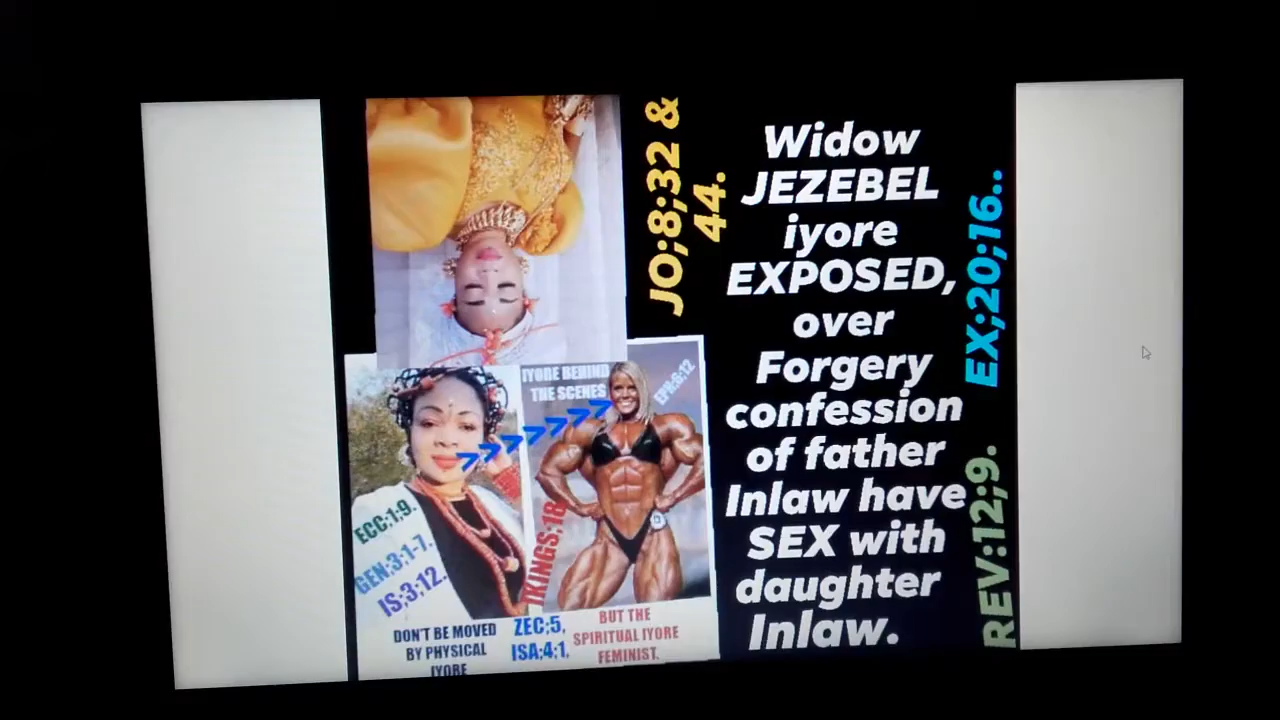 JO;8;32 &
44.
Widow
JEZEBEL
iyore
EXPOSED,
over
Forgery
confession
of father
Inlaw have
SEX with
daughter
Inlaw.
EX;20;16..
REV:12;9.
IYORE BEHIND
THE SCENES
EPH:6;12
>>>>>>>
ECC:1;9.
GEN;3;1-7.
IS;3;12.
1KINGS:18
DON'T BE MOVED
BY PHYSICAL
IYORE
ZEC;5,
ISA;4;1,
BUT THE
SPIRITUAL IYORE
FEMINIST.